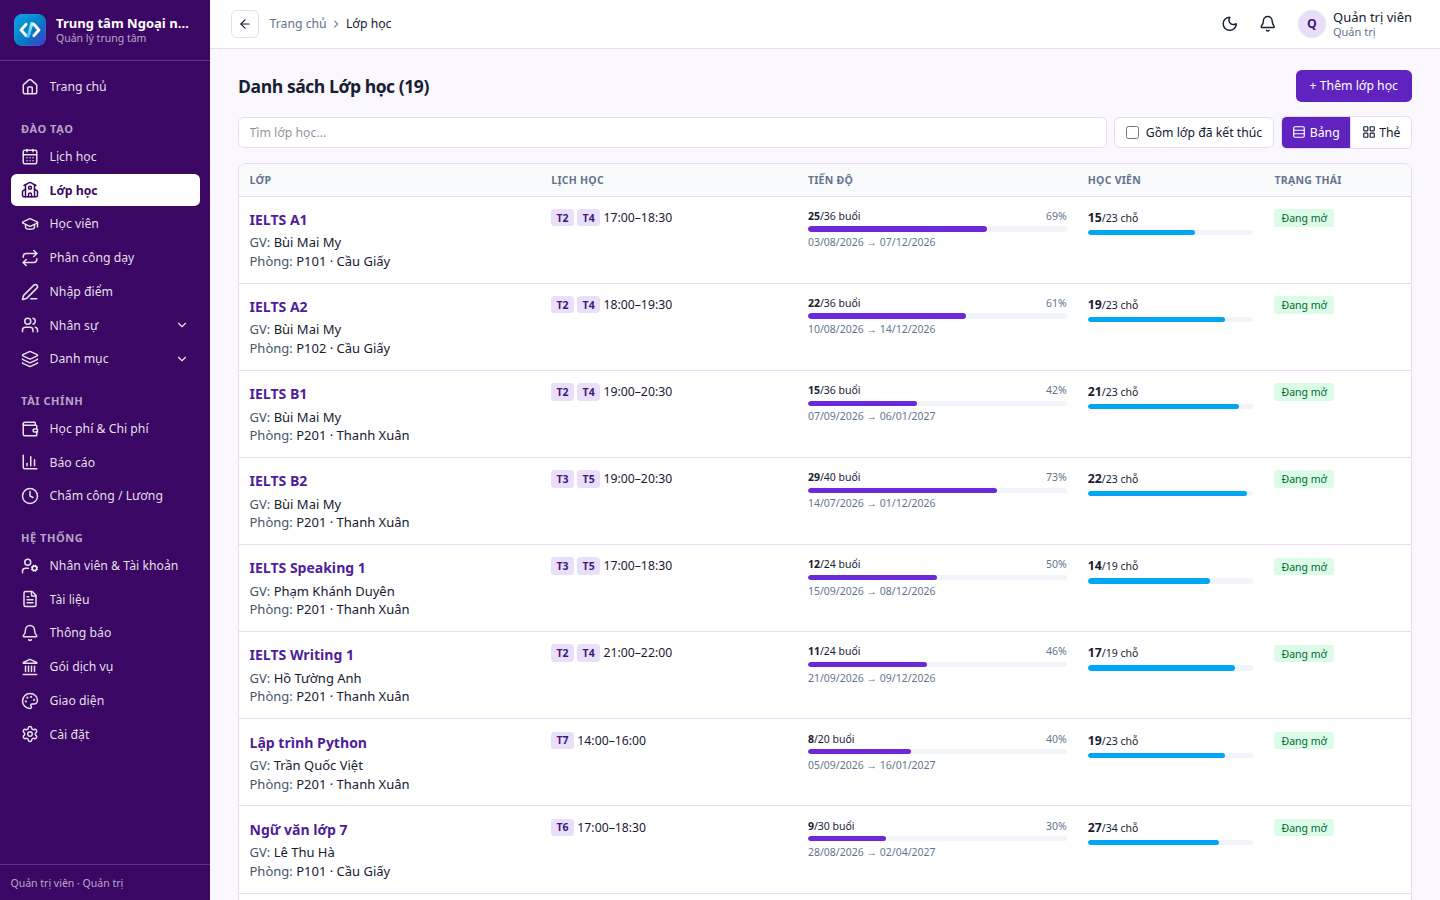 Trung tâm Ngoại n...
Quản lý trung tâm
Trang chủ
ĐÀO TẠO
Lịch học
Lớp học
Học viên
Phân công dạy
Nhập điểm
Nhân sự
Danh mục
TÀI CHÍNH
Học phí & Chi phí
Báo cáo
Chấm công / Lương
HỆ THỐNG
Nhân viên & Tài khoản
Tài liệu
Thông báo
Gói dịch vụ
Giao diện
Cài đặt
Quản trị viên · Quản trị
Trang chủ > Lớp học
Q
Quản trị viên
Quản trị
Danh sách Lớp học (19)
+ Thêm lớp học
Tìm lớp học...
Gồm lớp đã kết thúc
Bảng
Thẻ
LỚP LỊCH HỌC TIẾN ĐỘ HỌC VIÊN TRẠNG THÁI
IELTS A1
GV: Bùi Mai My
Phòng: P101 · Cầu Giấy
T2 T4 17:00–18:30
25/36 buổi 69%
03/08/2026 → 07/12/2026
15/23 chỗ
Đang mở
IELTS A2
GV: Bùi Mai My
Phòng: P102 · Cầu Giấy
T2 T4 18:00–19:30
22/36 buổi 61%
10/08/2026 → 14/12/2026
19/23 chỗ
Đang mở
IELTS B1
GV: Bùi Mai My
Phòng: P201 · Thanh Xuân
T2 T4 19:00–20:30
15/36 buổi 42%
07/09/2026 → 06/01/2027
21/23 chỗ
Đang mở
IELTS B2
GV: Bùi Mai My
Phòng: P201 · Thanh Xuân
T3 T5 19:00–20:30
29/40 buổi 73%
14/07/2026 → 01/12/2026
22/23 chỗ
Đang mở
IELTS Speaking 1
GV: Phạm Khánh Duyên
Phòng: P201 · Thanh Xuân
T3 T5 17:00–18:30
12/24 buổi 50%
15/09/2026 → 08/12/2026
14/19 chỗ
Đang mở
IELTS Writing 1
GV: Hồ Tường Anh
Phòng: P201 · Thanh Xuân
T2 T4 21:00–22:00
11/24 buổi 46%
21/09/2026 → 09/12/2026
17/19 chỗ
Đang mở
Lập trình Python
GV: Trần Quốc Việt
Phòng: P201 · Thanh Xuân
T7 14:00–16:00
8/20 buổi 40%
05/09/2026 → 16/01/2027
19/23 chỗ
Đang mở
Ngữ văn lớp 7
GV: Lê Thu Hà
Phòng: P101 · Cầu Giấy
T6 17:00–18:30
9/30 buổi 30%
28/08/2026 → 02/04/2027
27/34 chỗ
Đang mở